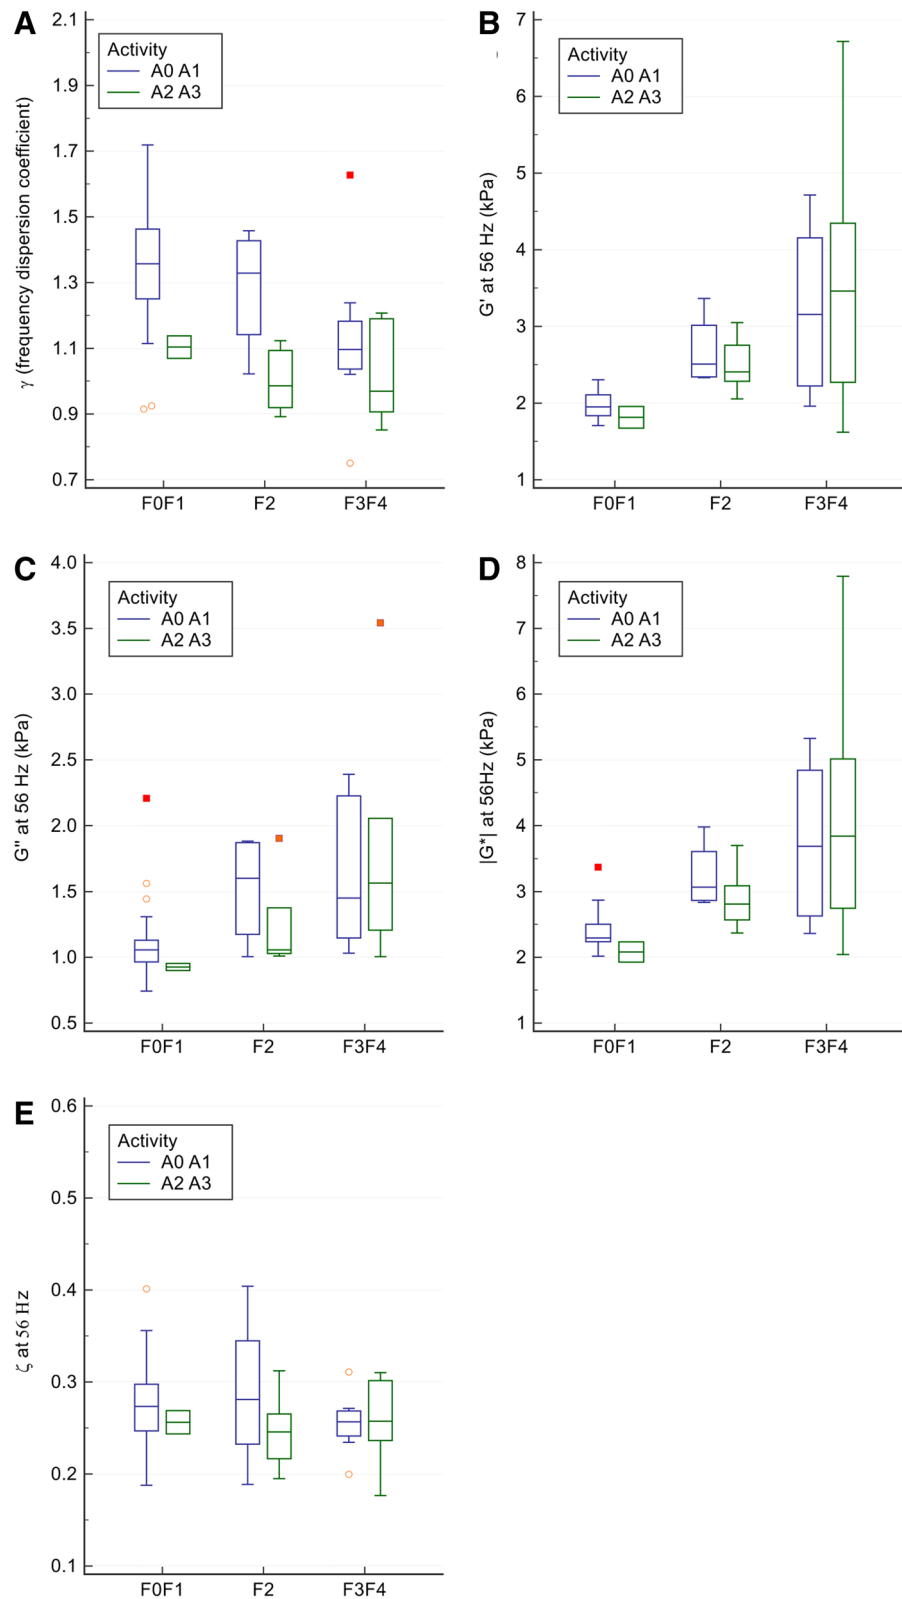 A
γ (frequency dispersion coefficient)
2.1
1.9
1.7
1.5
1.3
1.1
0.9
0.7
Activity
A0 A1
A2 A3
F0F1 F2 F3F4
B
G' at 56 Hz (kPa)
7
6
5
4
3
2
1
Activity
A0 A1
A2 A3
F0F1 F2 F3F4
C
G'' at 56 Hz (kPa)
4.0
3.5
3.0
2.5
2.0
1.5
1.0
0.5
Activity
A0 A1
A2 A3
F0F1 F2 F3F4
D
|G*| at 56Hz (kPa)
8
7
6
5
4
3
2
1
Activity
A0 A1
A2 A3
F0F1 F2 F3F4
E
ζ at 56 Hz
0.6
0.5
0.4
0.3
0.2
0.1
Activity
A0 A1
A2 A3
F0F1 F2 F3F4